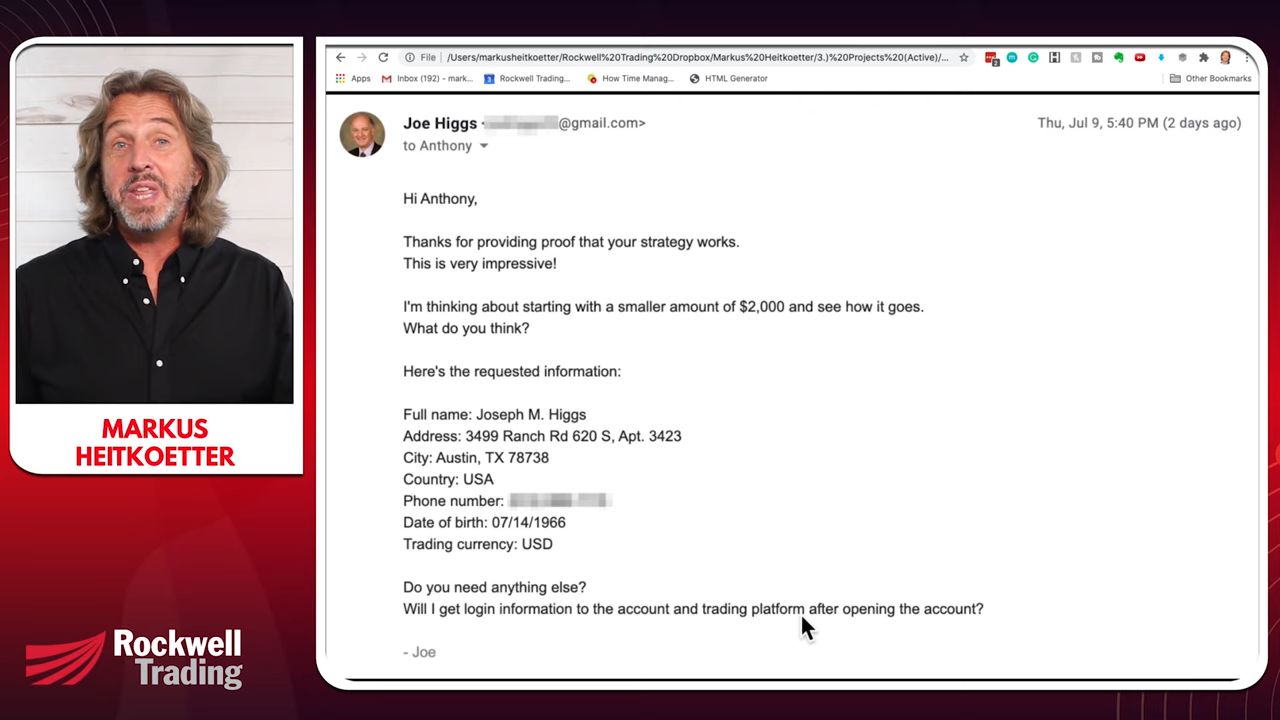 File
/Users/markusheitkoetter/Rockwell%20Trading%20Dropbox/Markus%20Heitkoetter/3.)%20Projects%20(Active)/...
Apps
Inbox (192) - mark...
Rockwell Trading...
How Time Manag...
HTML Generator
Other Bookmarks
Joe Higgs
@gmail.com>
Thu, Jul 9, 5:40 PM (2 days ago)
to Anthony
Hi Anthony,
Thanks for providing proof that your strategy works.
This is very impressive!
I'm thinking about starting with a smaller amount of $2,000 and see how it goes.
What do you think?
Here's the requested information:
Full name: Joseph M. Higgs
Address: 3499 Ranch Rd 620 S, Apt. 3423
City: Austin, TX 78738
Country: USA
Phone number:
Date of birth: 07/14/1966
Trading currency: USD
Do you need anything else?
Will I get login information to the account and trading platform after opening the account?
- Joe
MARKUS
HEITKOETTER
Rockwell
Trading